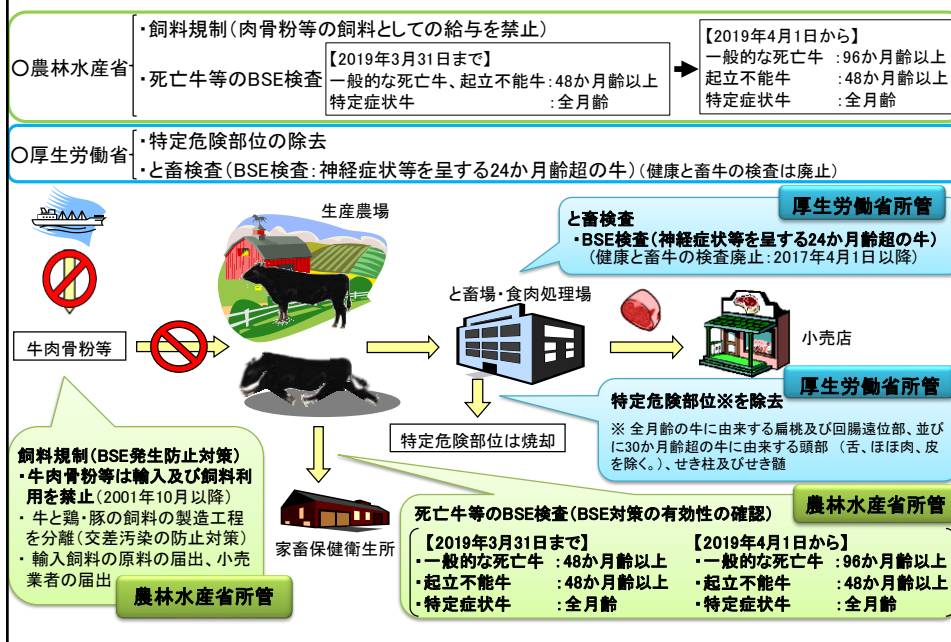 ・飼料規制(肉骨粉等の飼料としての給与を禁止)
〇農林水産省
・死亡牛等のBSE検査
【2019年3月31日まで】
一般的な死亡牛、起立不能牛:48か月齢以上
特定症状牛 :全月齢
【2019年4月1日から】
一般的な死亡牛 :96か月齢以上
起立不能牛 :48か月齢以上
特定症状牛 :全月齢
〇厚生労働省
・特定危険部位の除去
・と畜検査(BSE検査:神経症状等を呈する24か月齢超の牛)(健康と畜牛の検査は廃止)
生産農場
厚生労働省所管
と畜検査
・BSE検査(神経症状等を呈する24か月齢超の牛)
(健康と畜牛の検査廃止:2017年4月1日以降)
と畜場・食肉処理場
小売店
牛肉骨粉等
厚生労働省所管
特定危険部位※を除去
※ 全月齢の牛に由来する扁桃及び回腸遠位部、並び
に30か月齢超の牛に由来する頭部 (舌、ほほ肉、皮
を除く。)、せき柱及びせき髄
特定危険部位は焼却
飼料規制(BSE発生防止対策)
・牛肉骨粉等は輸入及び飼料利
用を禁止(2001年10月以降)
・ 牛と鶏・豚の飼料の製造工程
を分離(交差汚染の防止対策)
・ 輸入飼料の原料の届出、小売
業者の届出
農林水産省所管
家畜保健衛生所
農林水産省所管
死亡牛等のBSE検査(BSE対策の有効性の確認)
【2019年3月31日まで】
・一般的な死亡牛 :48か月齢以上
・起立不能牛 :48か月齢以上
・特定症状牛 :全月齢
【2019年4月1日から】
・一般的な死亡牛 :96か月齢以上
・起立不能牛 :48か月齢以上
・特定症状牛 :全月齢